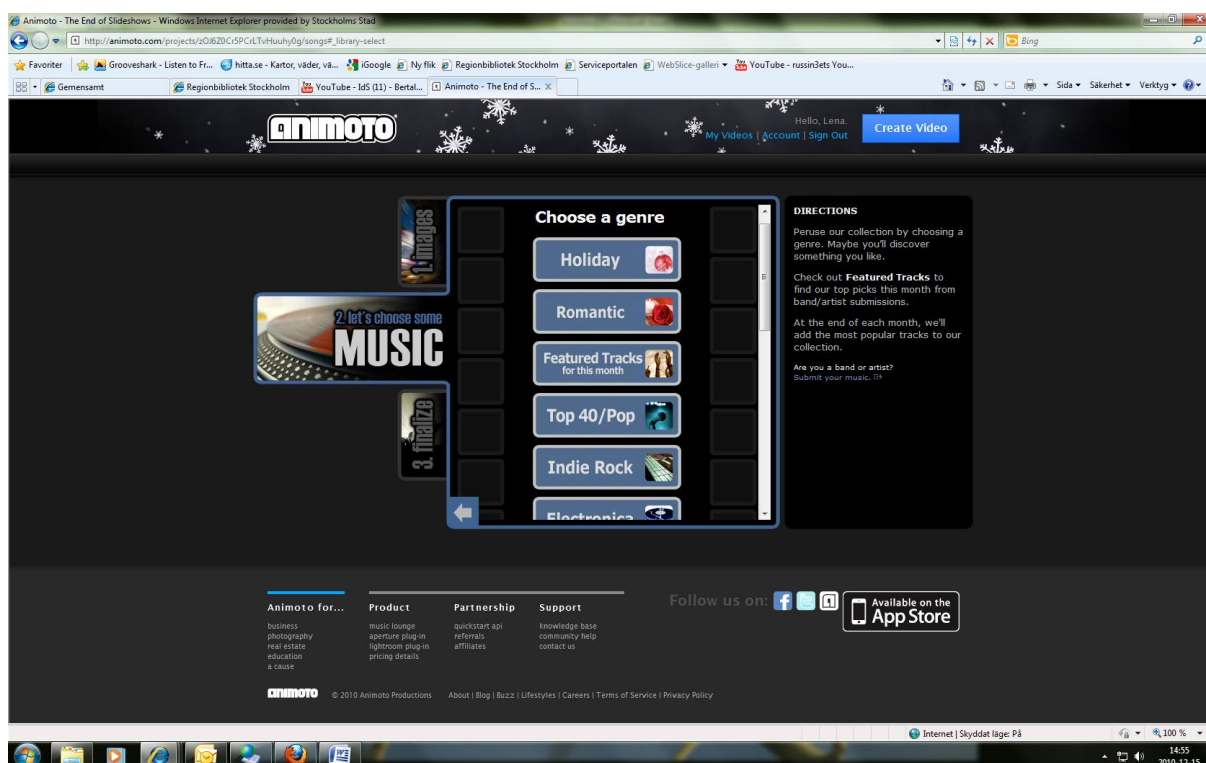 Animoto - The End of Slideshows - Windows Internet Explorer provided by Stockholms Stad
http://animoto.com/projects/zOJ6Z0Cr5PCrLTvHuuhy0g/songs#_library-select
Bing
Favoriter
Grooveshark - Listen to Fr...
hitta.se - Kartor, väder, vä...
iGoogle
Ny flik
Regionbibliotek Stockholm
Serviceportalen
WebSlice-galleri
YouTube - russin3ets You...
Gemensamt
Regionbibliotek Stockholm
YouTube - IdS (11) - Bertal...
Animoto - The End of S...
Sida
Säkerhet
Verktyg
ANIMOTO
Hello, Lena.
My Videos | Account | Sign Out
Create Video
1. images
2. let's choose some
MUSIC
3. finalize
Choose a genre
Holiday
Romantic
Featured Tracks
for this month
Top 40/Pop
Indie Rock
Electronica
DIRECTIONS
Peruse our collection by choosing a
genre. Maybe you'll discover
something you like.
Check out Featured Tracks to
find our top picks this month from
band/artist submissions.
At the end of each month, we'll
add the most popular tracks to our
collection.
Are you a band or artist?
Submit your music.
Animoto for...
business
photography
real estate
education
a cause
Product
music lounge
aperture plug-in
lightroom plug-in
pricing details
Partnership
quickstart api
referrals
affiliates
Support
knowledge base
community help
contact us
Follow us on:
Available on the
App Store
ANIMOTO
© 2010 Animoto Productions
About | Blog | Buzz | Lifestyles | Careers | Terms of Service | Privacy Policy
Internet | Skyddat läge: På
100 %
14:55
2010-12-15